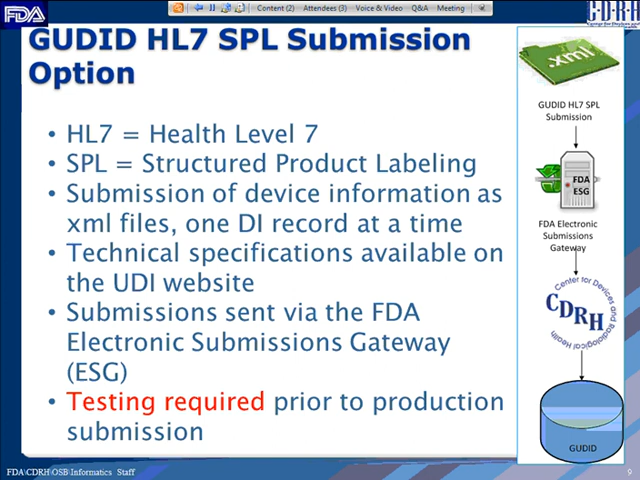 Content (2)
Attendees (3)
Voice & Video
Q&A
Meeting
FDA
CDRH
GUDID HL7 SPL Submission
Option
• HL7 = Health Level 7
• SPL = Structured Product Labeling
• Submission of device information as
xml files, one DI record at a time
• Technical specifications available on
the UDI website
• Submissions sent via the FDA
Electronic Submissions Gateway
(ESG)
• Testing required prior to production
submission
.xml
GUDID HL7 SPL
Submission
FDA
ESG
FDA Electronic
Submissions
Gateway
Center for Devices and Radiological Health
CDRH
GUDID
FDA\CDRH\OSB\Informatics Staff
9